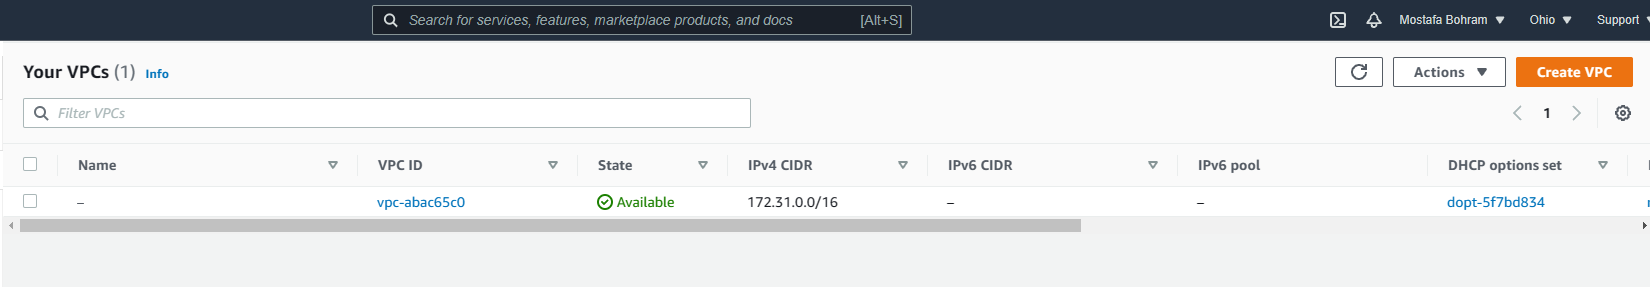 Search for services, features, marketplace products, and docs [Alt+S] Mostafa Bohram Ohio Support
Your VPCs (1) Info Actions Create VPC
Filter VPCs 1
Name VPC ID State IPv4 CIDR IPv6 CIDR IPv6 pool DHCP options set
– vpc-abac65c0 Available 172.31.0.0/16 – – dopt-5f7bd834